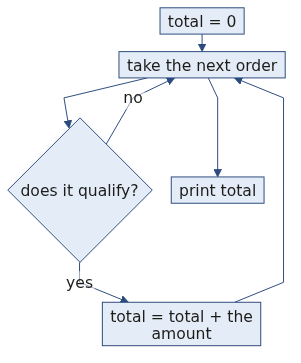 total = 0
take the next order
no
does it qualify?
print total
yes
total = total + the
amount